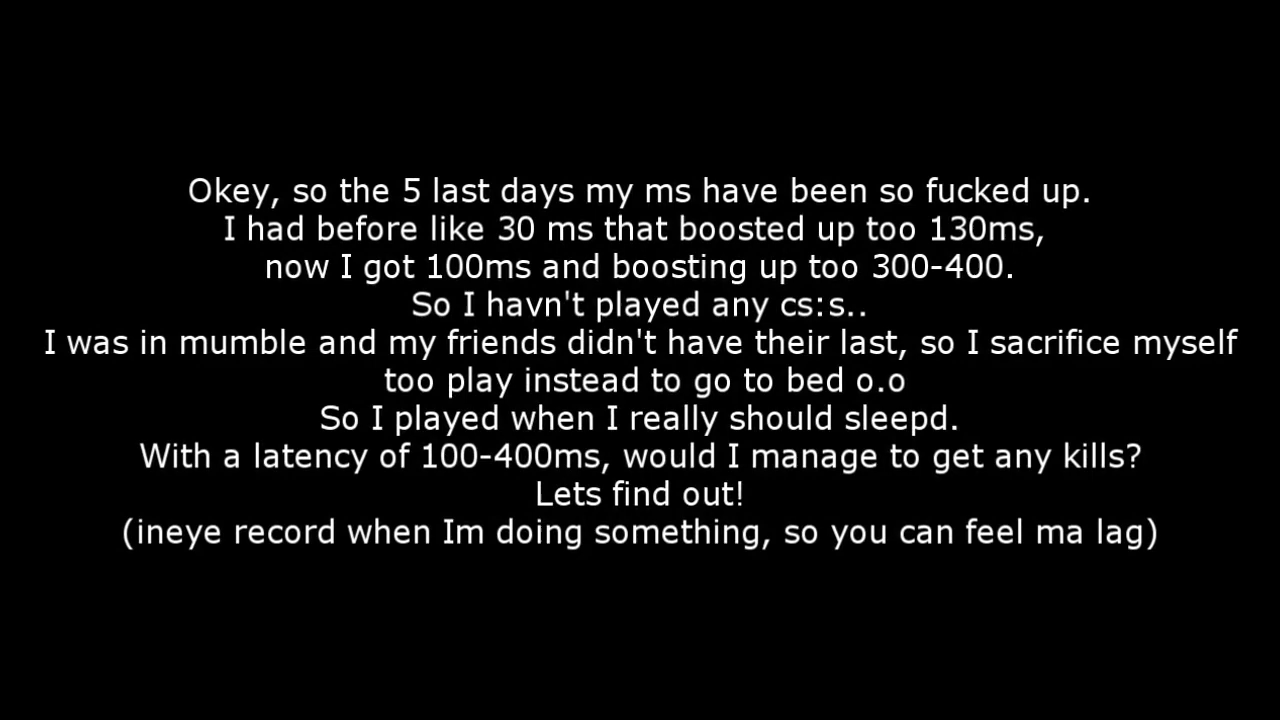 Okey, so the 5 last days my ms have been so fucked up.
I had before like 30 ms that boosted up too 130ms,
now I got 100ms and boosting up too 300-400.
So I havn't played any cs:s..
I was in mumble and my friends didn't have their last, so I sacrifice myself
too play instead to go to bed o.o
So I played when I really should sleepd.
With a latency of 100-400ms, would I manage to get any kills?
Lets find out!
(ineye record when Im doing something, so you can feel ma lag)